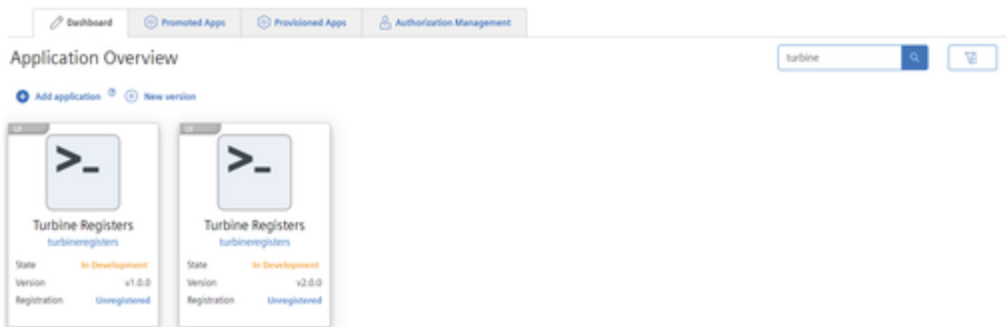 Dashboard Promoted Apps Provisioned Apps Authorization Management
Application Overview turbine
Add application ? New version
UI UI
>_ >_
Turbine Registers Turbine Registers
turbineregisters turbineregisters
State In Development State In Development
Version v1.0.0 Version v2.0.0
Registration Unregistered Registration Unregistered